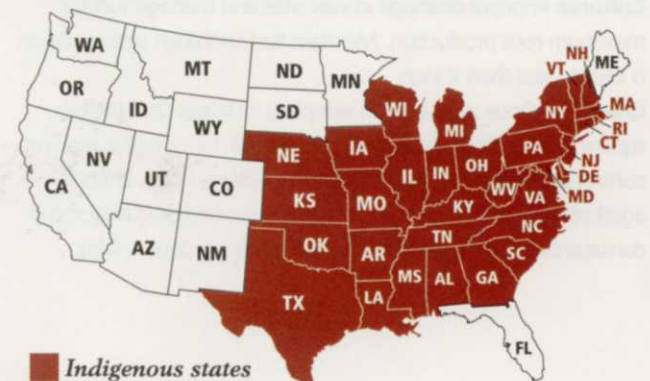 WA
OR
CA
NV
ID
MT
WY
UT
CO
AZ
NM
ND
SD
MN
NE
KS
OK
TX
IA
MO
AR
LA
WI
IL
MI
IN
OH
KY
TN
MS
AL
GA
FL
SC
NC
VA
WV
PA
NY
VT
NH
ME
MA
RI
CT
NJ
DE
MD
Indigenous states